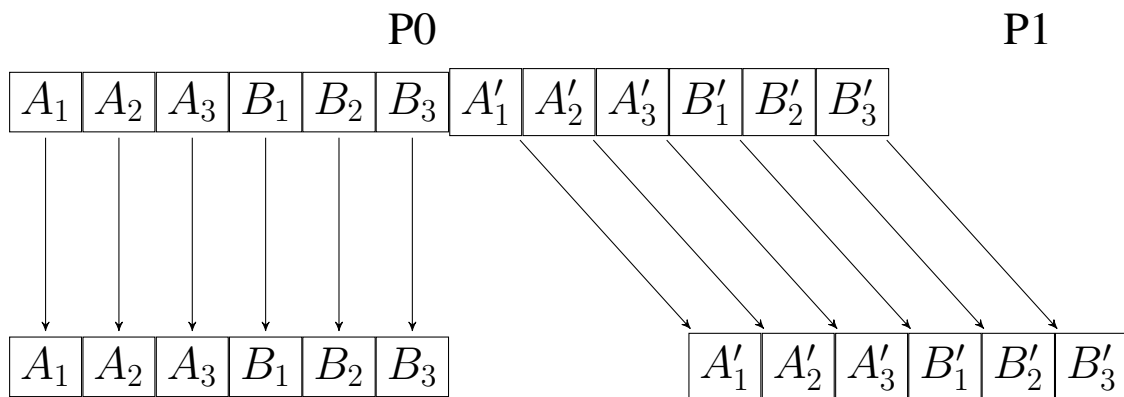 P0 P1
A₁ A₂ A₃ B₁ B₂ B₃ A′₁ A′₂ A′₃ B′₁ B′₂ B′₃
A₁ A₂ A₃ B₁ B₂ B₃ A′₁ A′₂ A′₃ B′₁ B′₂ B′₃